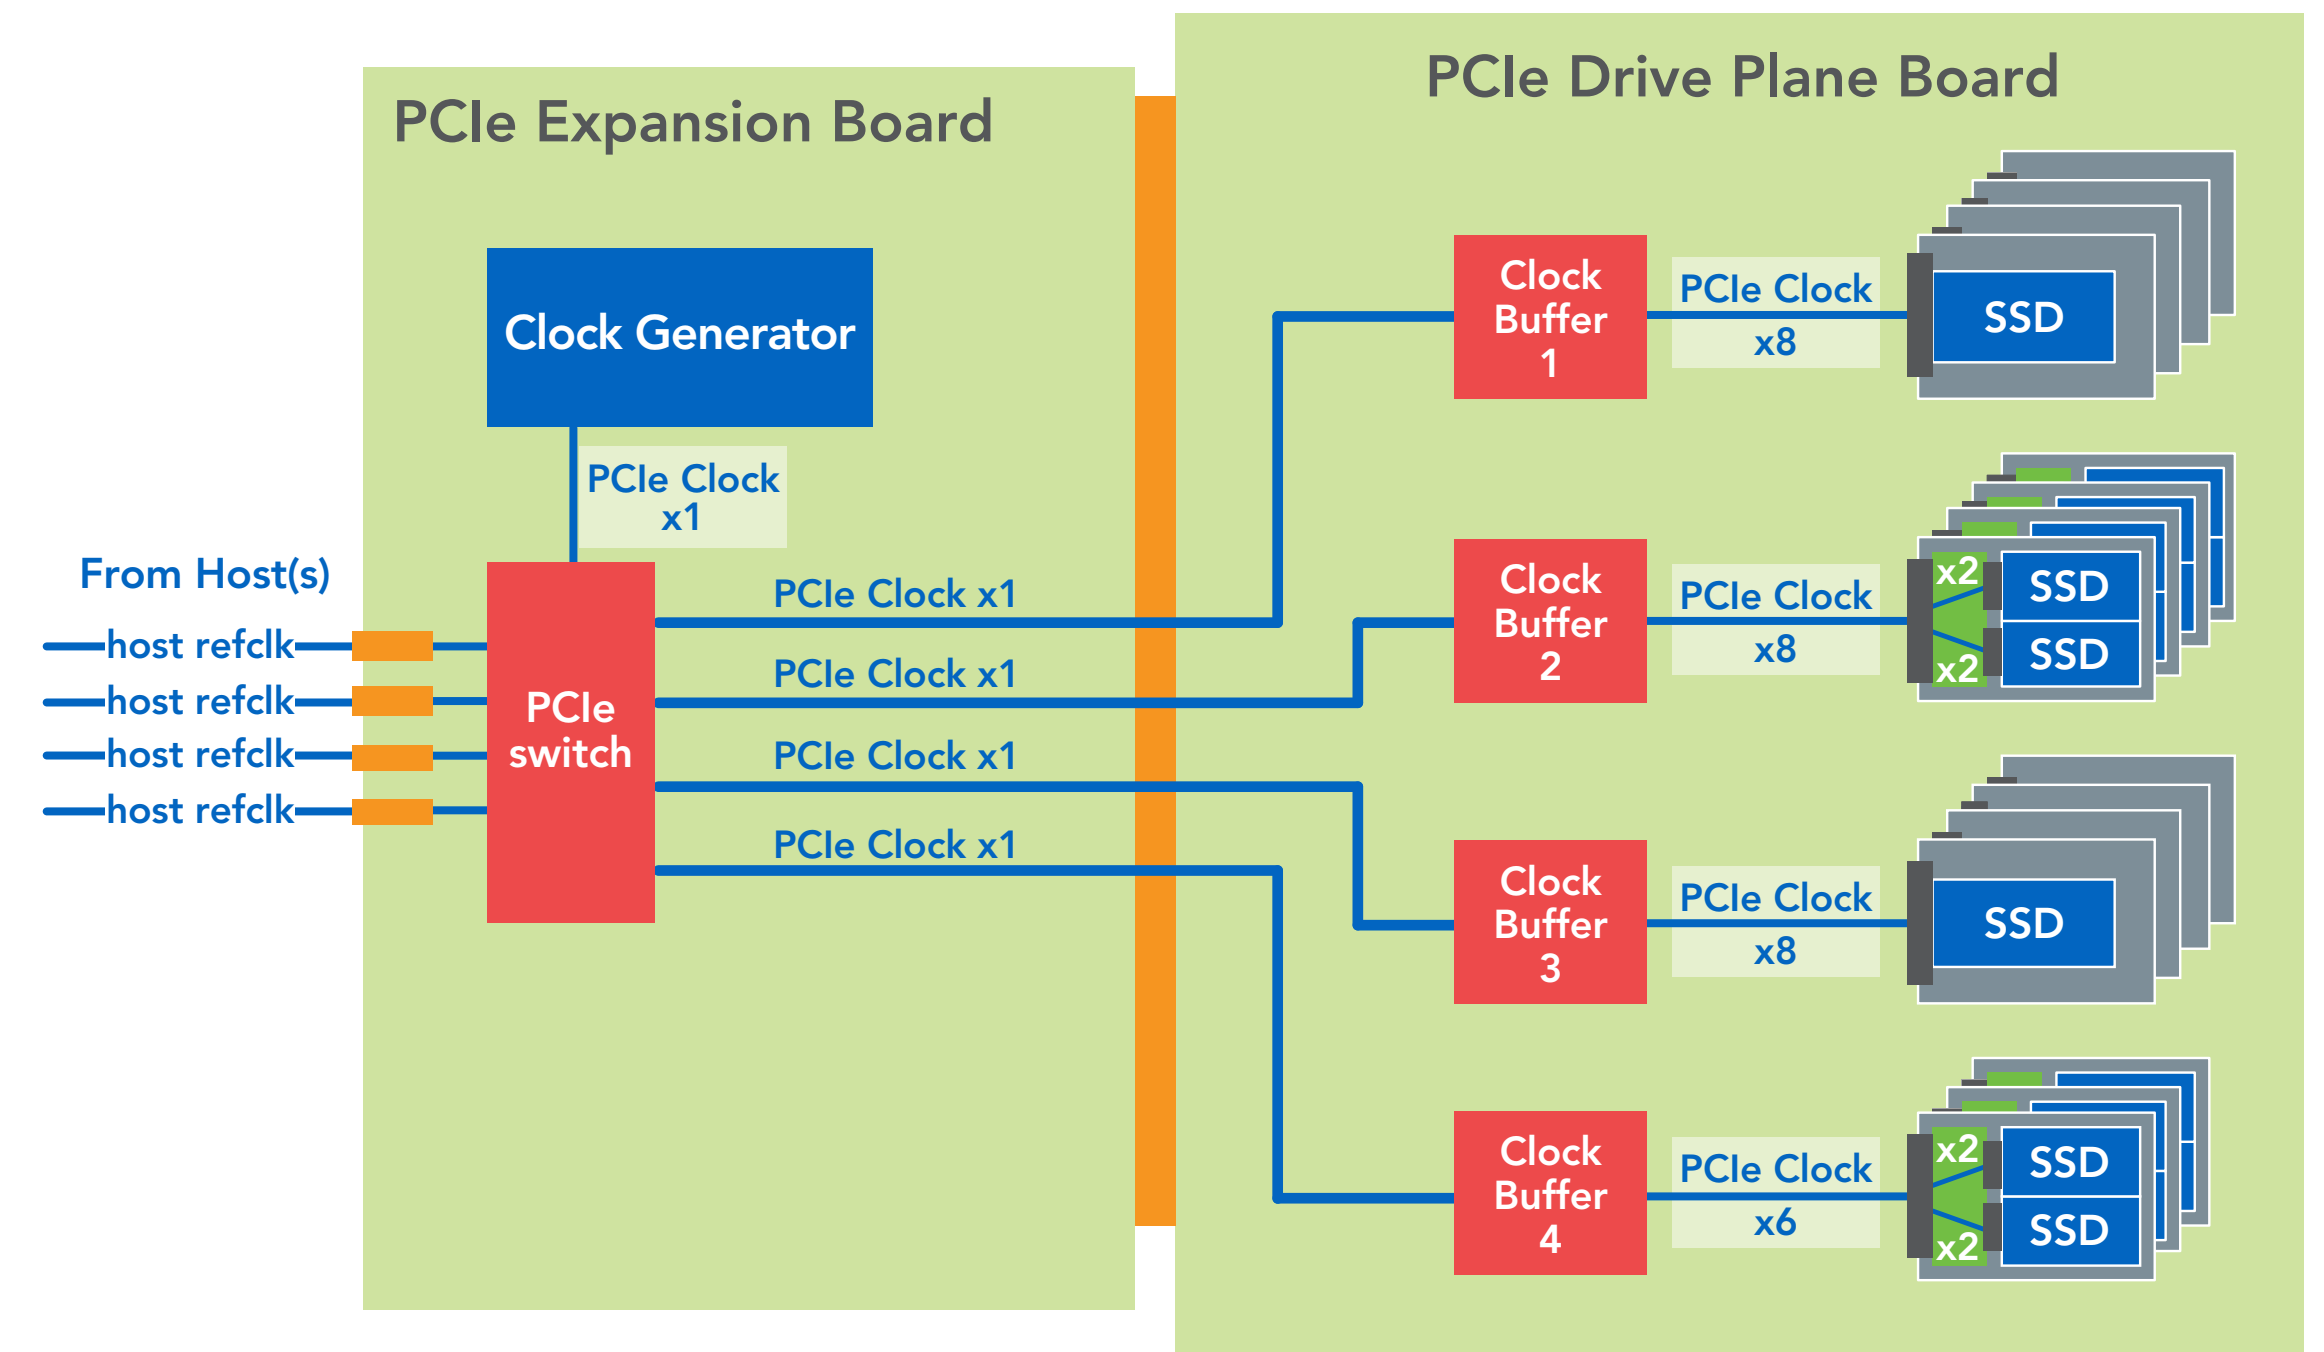 PCIe Expansion Board
Clock Generator
PCIe Clock
x1
From Host(s)
host refclk
host refclk
host refclk
host refclk
PCIe
switch
PCIe Clock x1
PCIe Clock x1
PCIe Clock x1
PCIe Clock x1
PCIe Drive Plane Board
Clock
Buffer
1
PCIe Clock
x8
SSD
Clock
Buffer
2
PCIe Clock
x8
x2
x2
SSD
SSD
Clock
Buffer
3
PCIe Clock
x8
SSD
Clock
Buffer
4
PCIe Clock
x6
x2
x2
SSD
SSD